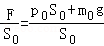 F/S₀ = (p₀S₀+m₀g)/S₀